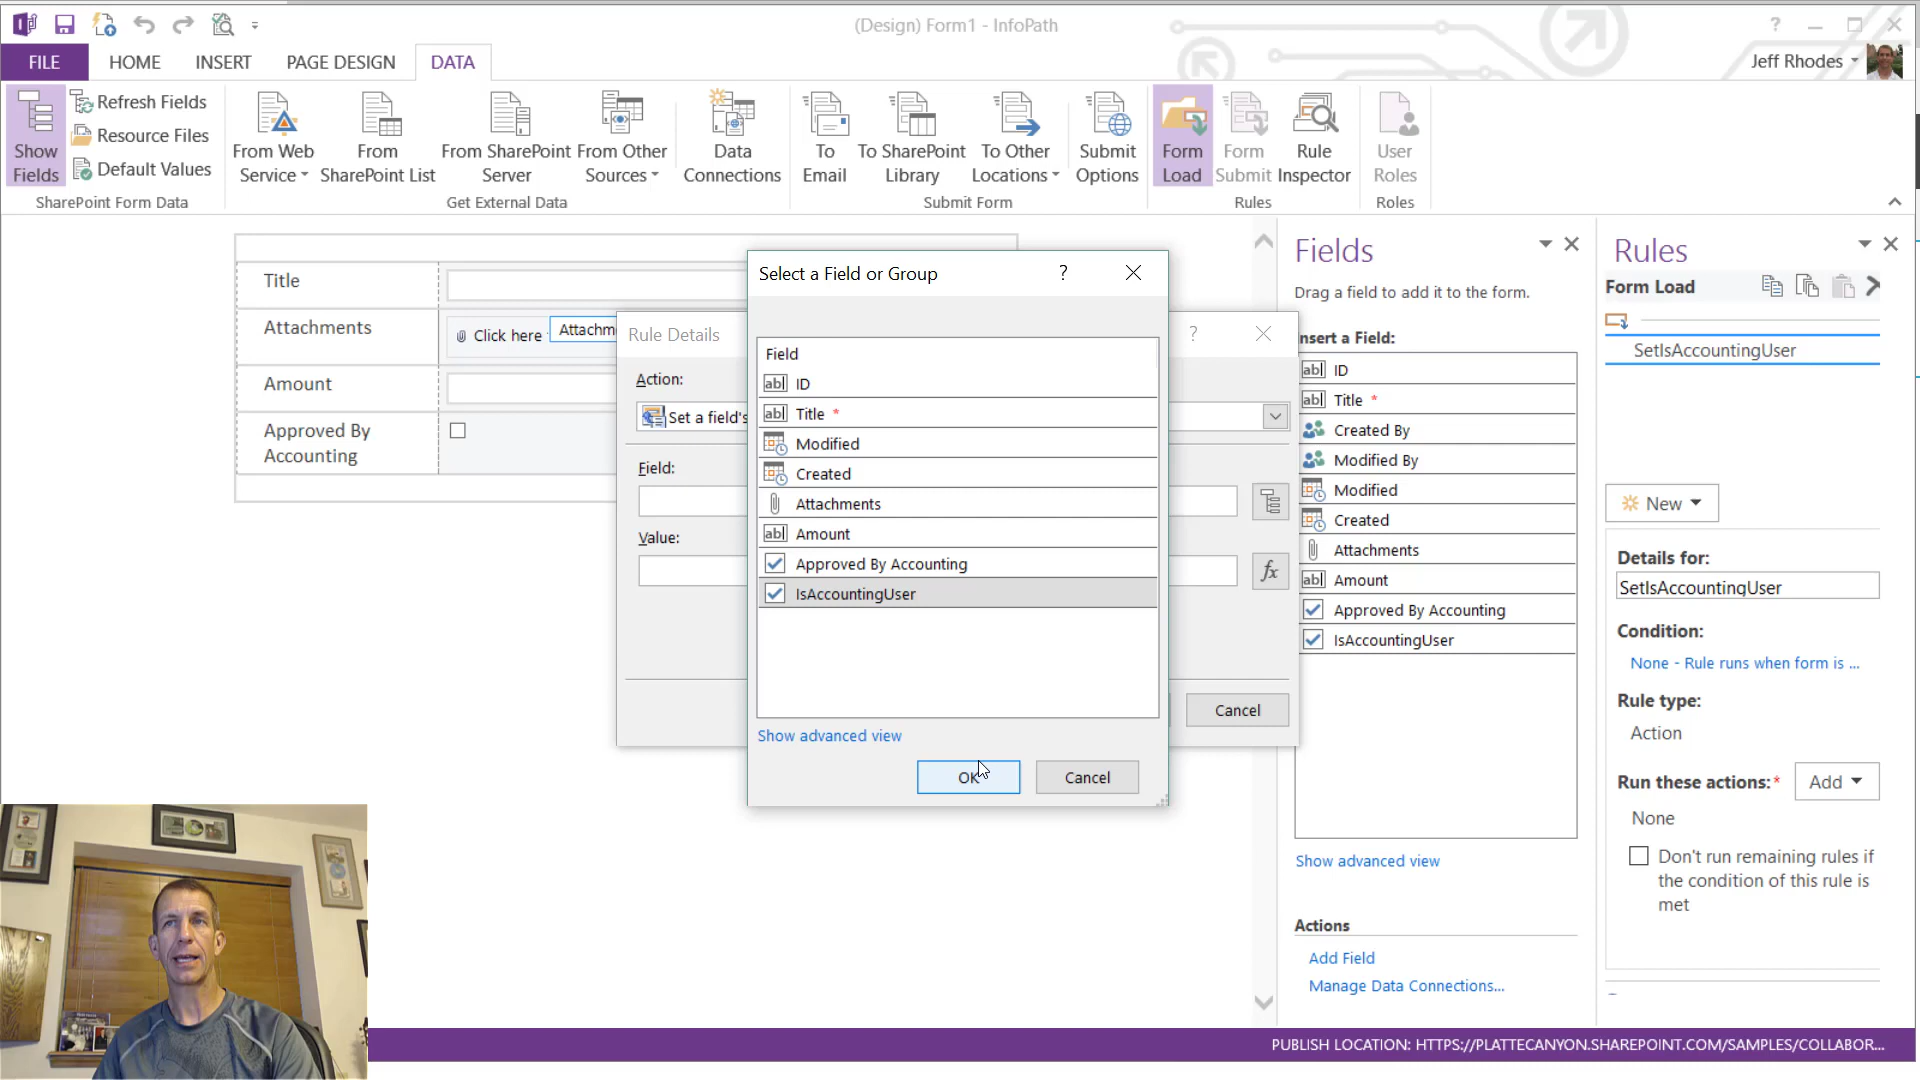 (Design) Form1 - InfoPath
?
FILE
HOME
INSERT
PAGE DESIGN
DATA
Jeff Rhodes
Show Fields
Refresh Fields
Resource Files
Default Values
SharePoint Form Data
From Web Service
From SharePoint List
From SharePoint Server
From Other Sources
Data Connections
Get External Data
To Email
To SharePoint Library
To Other Locations
Submit Options
Submit Form
Form Load
Form Submit
Rule Inspector
Rules
User Roles
Roles
Title
Attachments
Click here
Attachm
Amount
Approved By
Accounting
Rule Details
?
Action:
Set a field's
Field:
Value:
fx
Cancel
Select a Field or Group
?
Field
ID
Title *
Modified
Created
Attachments
Amount
Approved By Accounting
IsAccountingUser
Show advanced view
OK
Cancel
Fields
Drag a field to add it to the form.
nsert a Field:
ID
Title *
Created By
Modified By
Modified
Created
Attachments
Amount
Approved By Accounting
IsAccountingUser
Show advanced view
Actions
Add Field
Manage Data Connections...
Rules
Form Load
SetIsAccountingUser
New
Details for:
SetIsAccountingUser
Condition:
None - Rule runs when form is ...
Rule type:
Action
Run these actions:*
Add
None
Don't run remaining rules if
the condition of this rule is
met
PUBLISH LOCATION: HTTPS://PLATTECANYON.SHAREPOINT.COM/SAMPLES/COLLABOR...